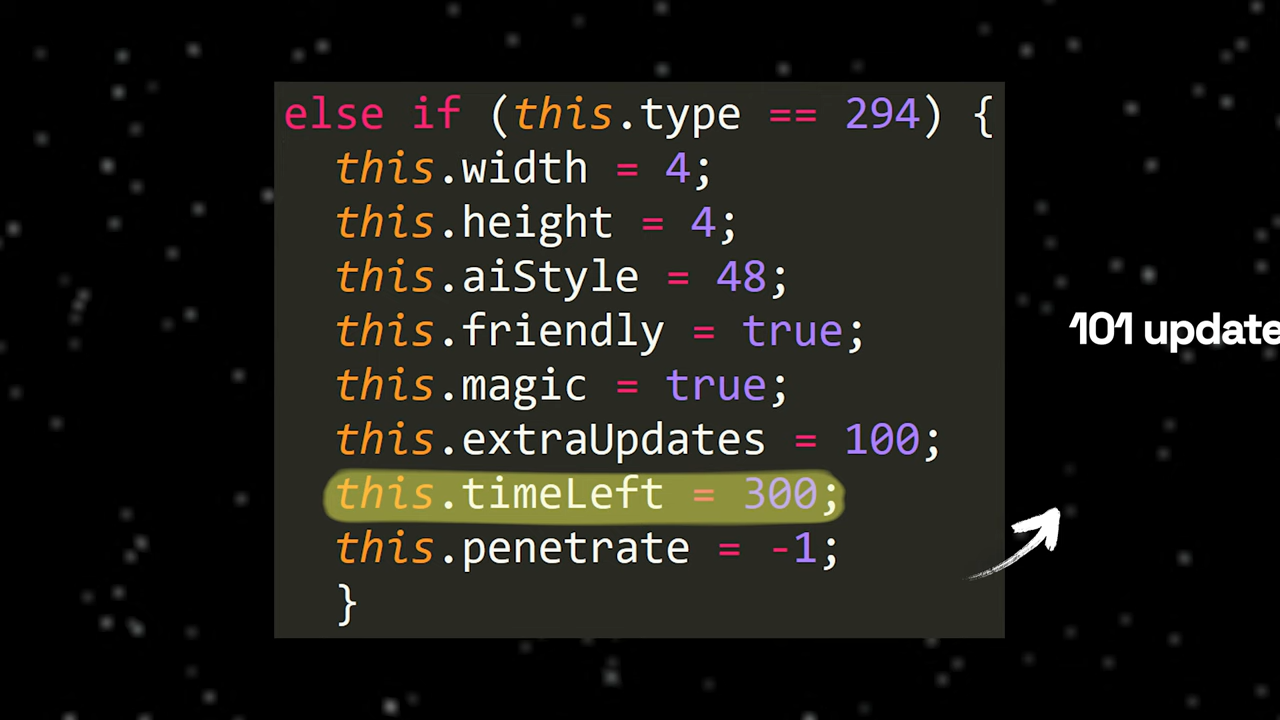 else if (this.type == 294) {
this.width = 4;
this.height = 4;
this.aiStyle = 48;
this.friendly = true;
this.magic = true;
this.extraUpdates = 100;
this.timeLeft = 300;
this.penetrate = -1;
}
101 update